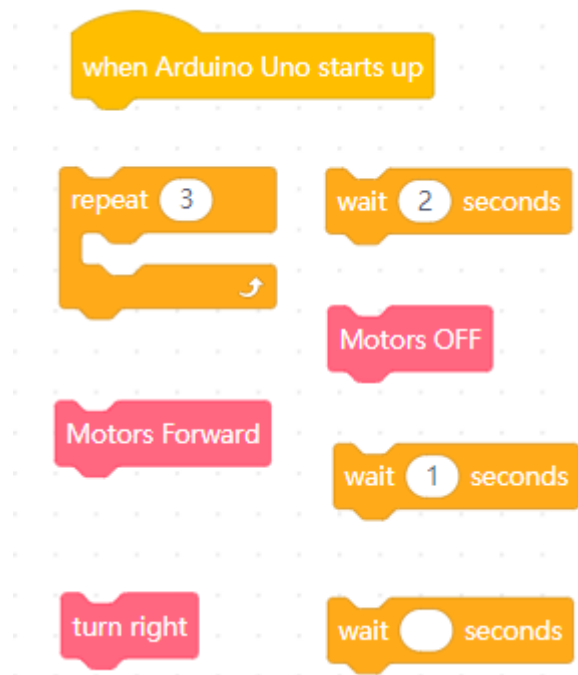 when Arduino Uno starts up
repeat 3
wait 2 seconds
Motors OFF
Motors Forward
wait 1 seconds
turn right
wait seconds